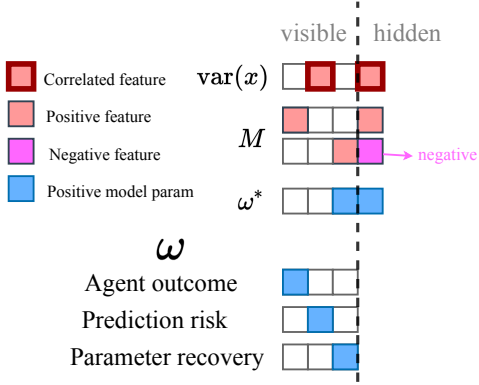 visible hidden
var(x)
Correlated feature
Positive feature
M
Negative feature
negative
Positive model param
ω*
ω
Agent outcome
Prediction risk
Parameter recovery